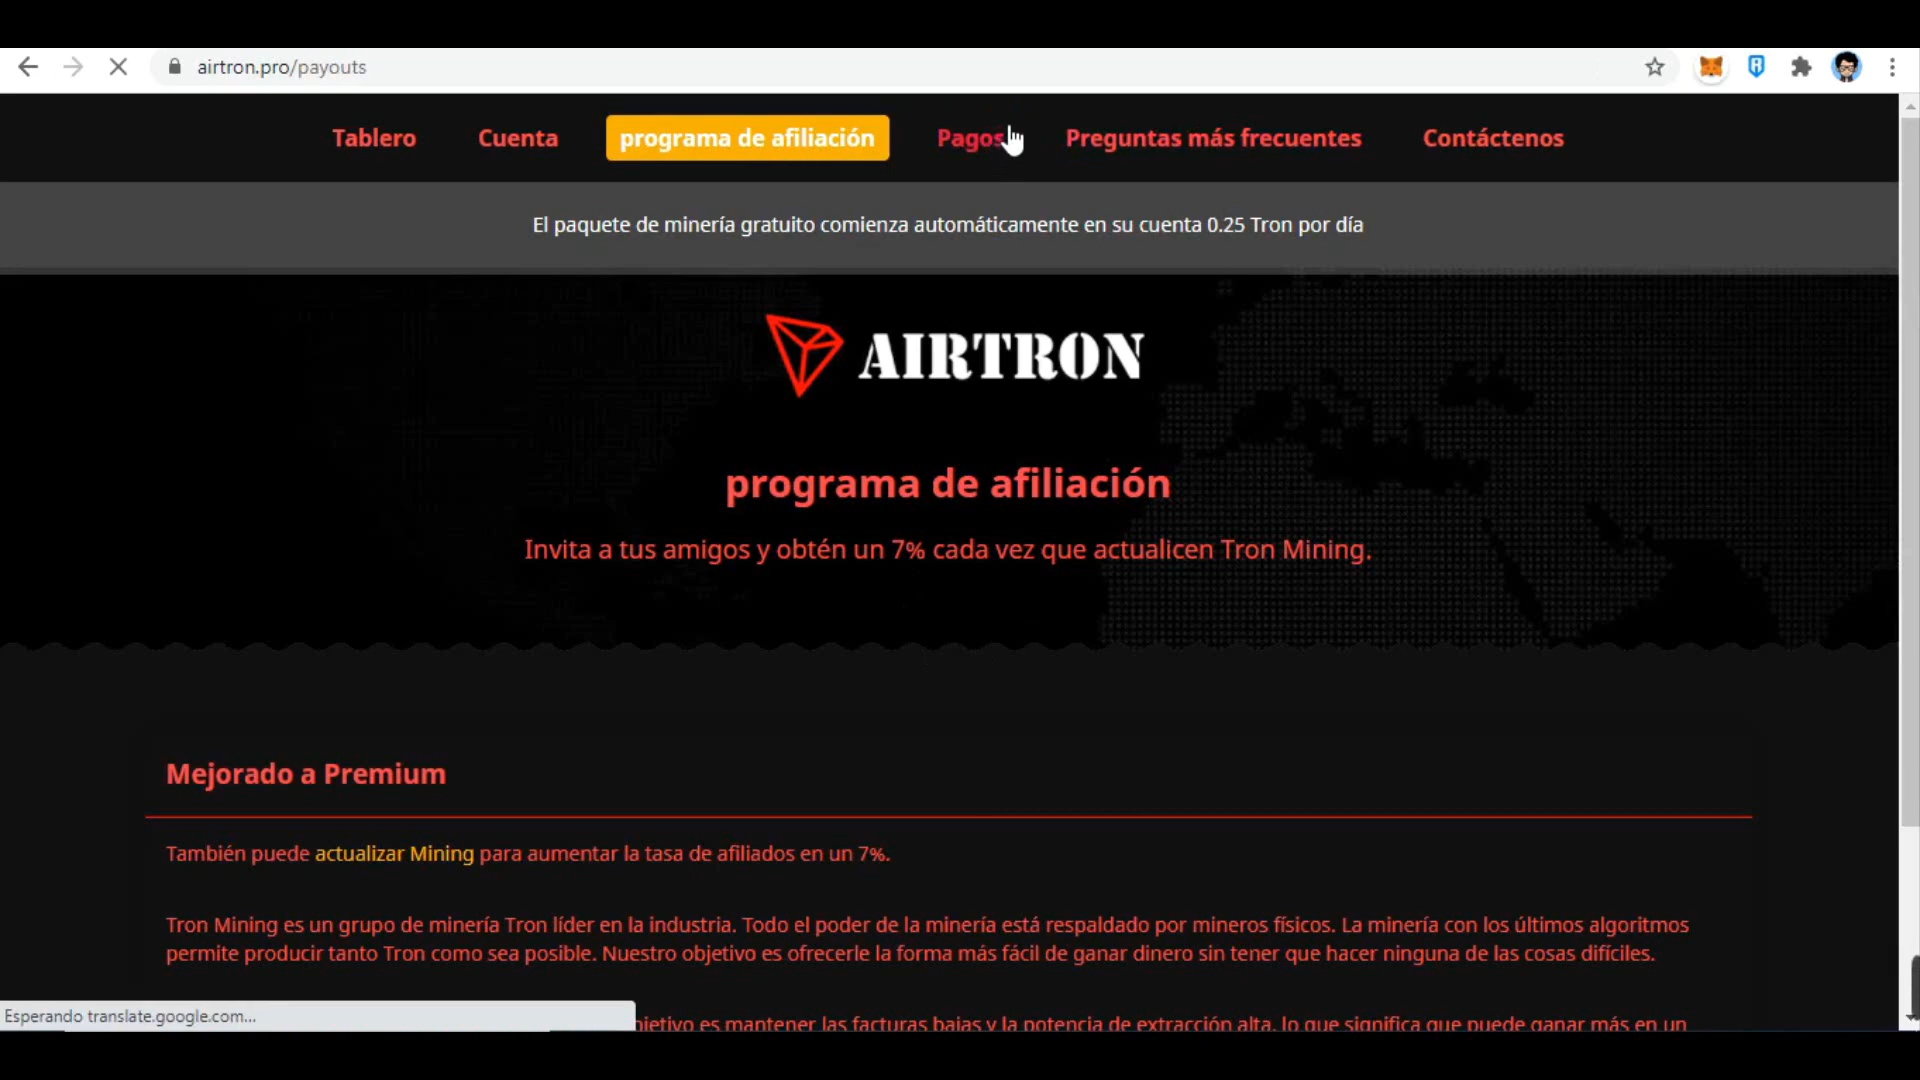 airtron.pro/payouts
Tablero
Cuenta
programa de afiliación
Pagos
Preguntas más frecuentes
Contáctenos
El paquete de minería gratuito comienza automáticamente en su cuenta 0.25 Tron por día
AIRTRON
programa de afiliación
Invita a tus amigos y obtén un 7% cada vez que actualicen Tron Mining.
Mejorado a Premium
También puede actualizar Mining para aumentar la tasa de afiliados en un 7%.
Tron Mining es un grupo de minería Tron líder en la industria. Todo el poder de la minería está respaldado por mineros físicos. La minería con los últimos algoritmos
permite producir tanto Tron como sea posible. Nuestro objetivo es ofrecerle la forma más fácil de ganar dinero sin tener que hacer ninguna de las cosas difíciles.
es mantener las facturas bajas y la potencia de extracción alta, lo que significa que puede ganar más en un
Esperando translate.google.com...